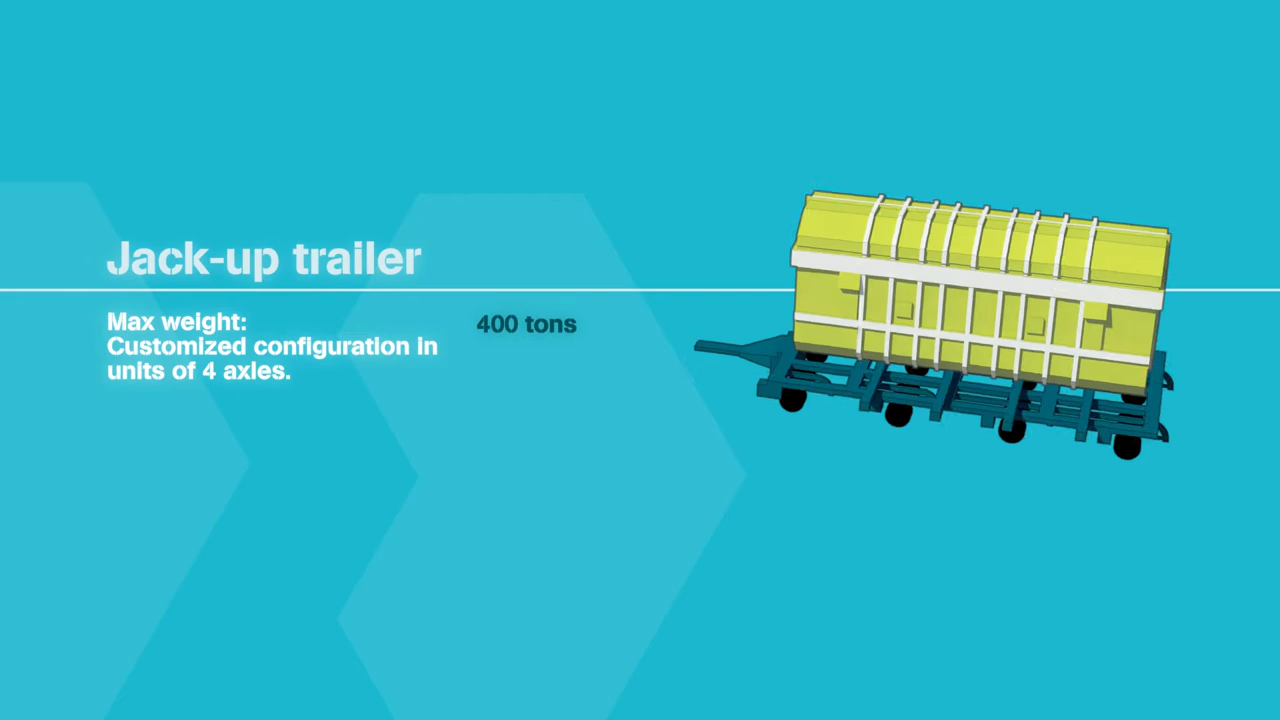 Jack-up trailer
Max weight: 400 tons
Customized configuration in
units of 4 axles.